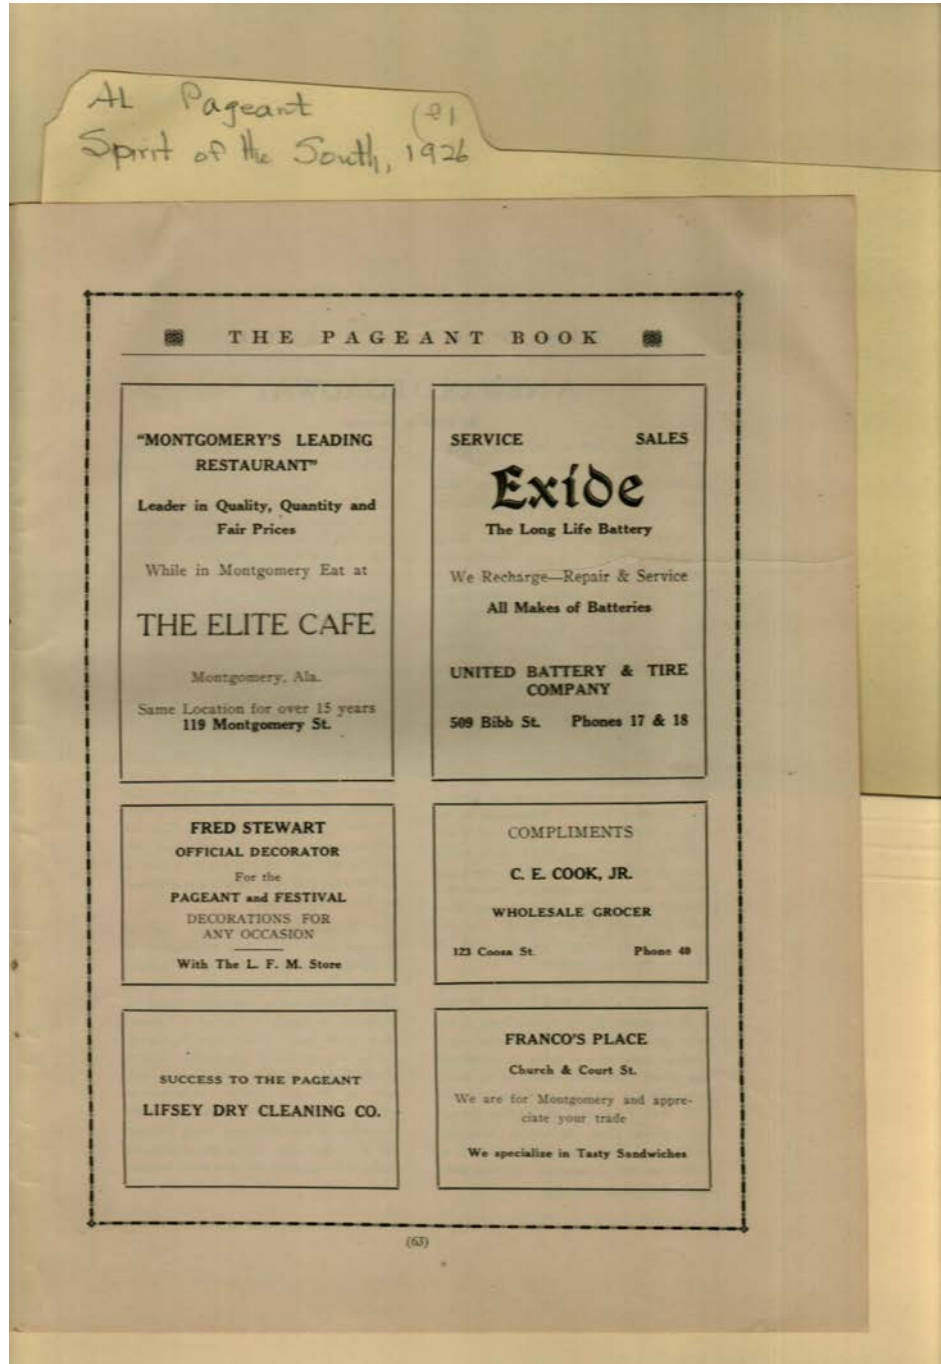 AL Pageant
Spirit of the South, 1926
THE PAGEANT BOOK
"MONTGOMERY'S LEADING
RESTAURANT"
Leader in Quality, Quantity and
Fair Prices
While in Montgomery Eat at
THE ELITE CAFE
Montgomery, Ala.
Same Location for over 15 years
119 Montgomery St.
SERVICE SALES
Exide
The Long Life Battery
We Recharge—Repair & Service
All Makes of Batteries
UNITED BATTERY & TIRE
COMPANY
509 Bibb St. Phones 17 & 18
FRED STEWART
OFFICIAL DECORATOR
For the
PAGEANT and FESTIVAL
DECORATIONS FOR
ANY OCCASION
With The L. F. M. Store
COMPLIMENTS
C. E. COOK, JR.
WHOLESALE GROCER
123 Coosa St. Phone 40
SUCCESS TO THE PAGEANT
LIFSEY DRY CLEANING CO.
FRANCO'S PLACE
Church & Court St.
We are for Montgomery and appre-
ciate your trade
We specialize in Tasty Sandwiches
(63)